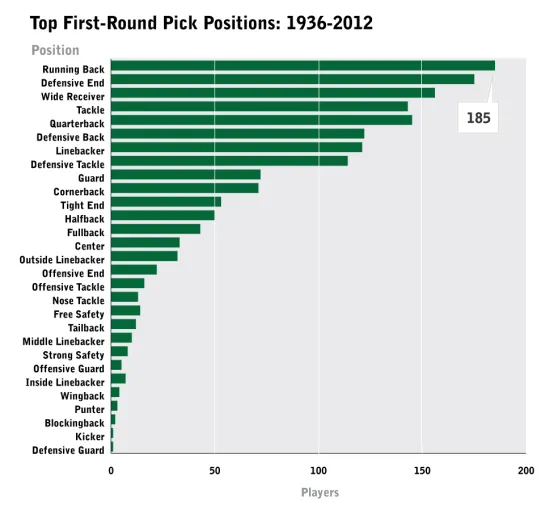 Top First-Round Pick Positions: 1936-2012
Position
Running Back
Defensive End
Wide Receiver
Tackle
Quarterback
Defensive Back
Linebacker
Defensive Tackle
Guard
Cornerback
Tight End
Halfback
Fullback
Center
Outside Linebacker
Offensive End
Offensive Tackle
Nose Tackle
Free Safety
Tailback
Middle Linebacker
Strong Safety
Offensive Guard
Inside Linebacker
Wingback
Punter
Blockingback
Kicker
Defensive Guard
185
0 50 100 150 200
Players